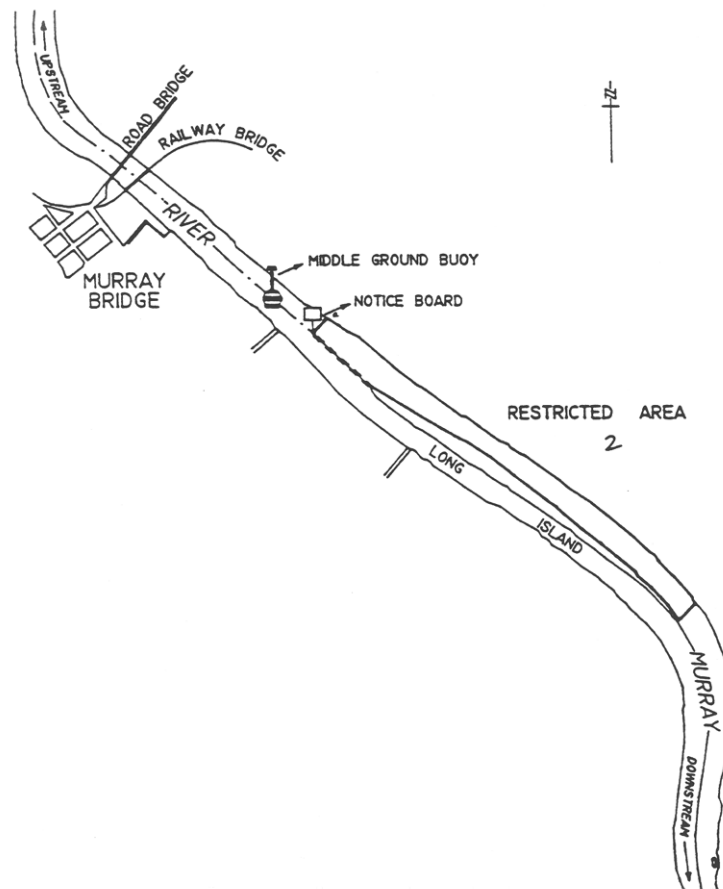 UPSTREAM
ROAD BRIDGE
RAILWAY BRIDGE
N
RIVER
MIDDLE GROUND BUOY
MURRAY
BRIDGE
NOTICE BOARD
RESTRICTED AREA
2
LONG
ISLAND
MURRAY
DOWNSTREAM